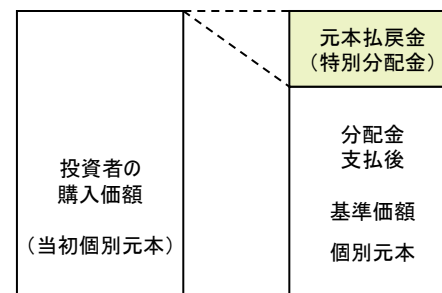 投資者の
購入価額
（当初個別元本）
元本払戻金
（特別分配金）
分配金
支払後
基準価額
個別元本